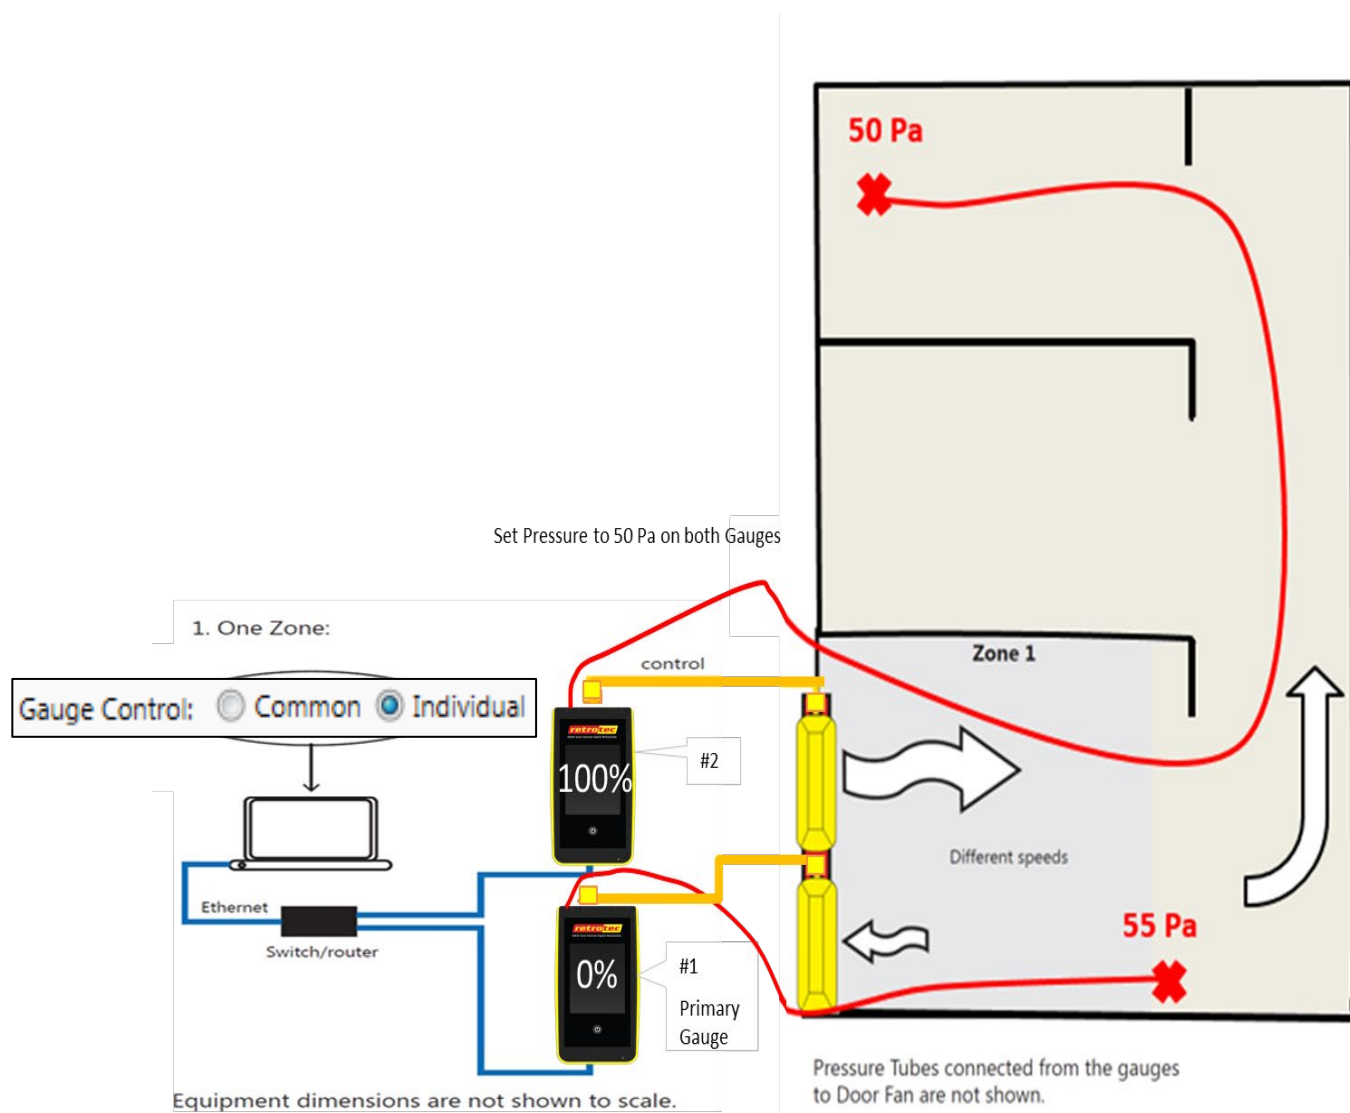 50 Pa
Set Pressure to 50 Pa on both Gauges
1. One Zone:
control
Zone 1
Gauge Control: Common Individual
retrotec
100%
#2
Different speeds
Ethernet
Switch/router
retrotec
0%
#1
Primary
Gauge
55 Pa
Pressure Tubes connected from the gauges
to Door Fan are not shown.
Equipment dimensions are not shown to scale.